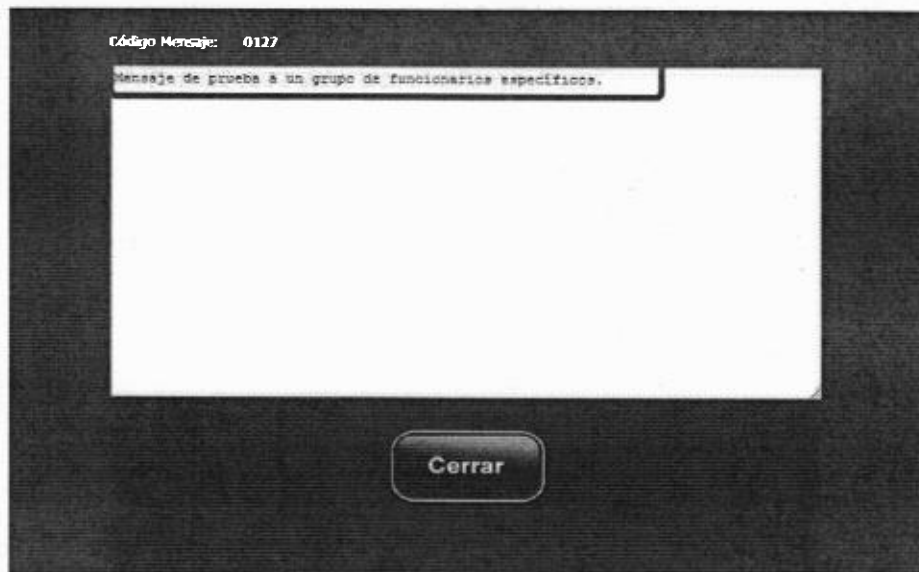 Código Mensaje: 0127
Mensaje de prueba a un grupo de funcionarios específicos.
Cerrar